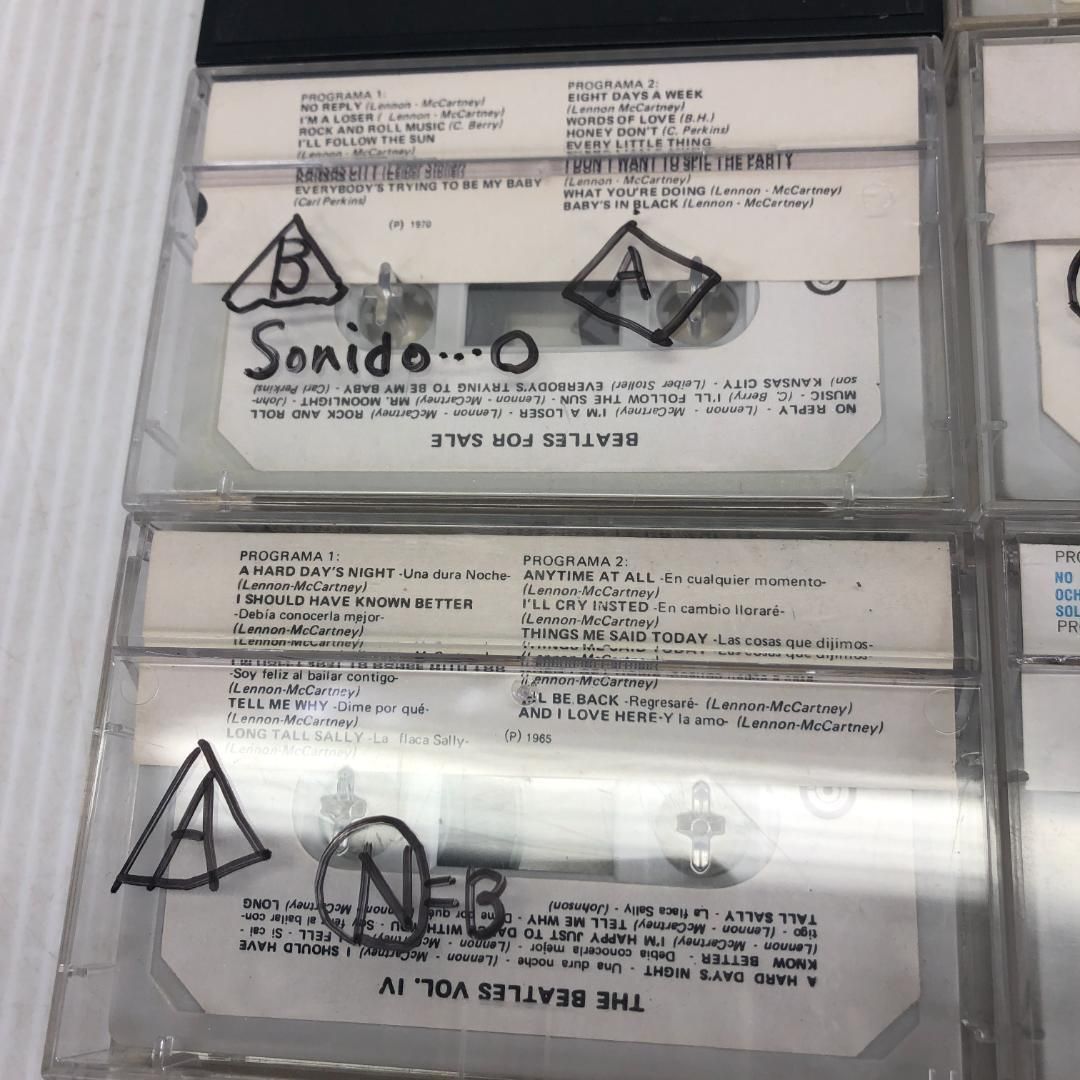 PROGRAMA 1:
NO REPLY (Lennon - McCartney)
I'M A LOSER ( Lennon - McCartney)
ROCK AND ROLL MUSIC (C. Berry)
I'LL FOLLOW THE SUN
(Lennon - McCartney)
EVERYBODY'S TRYING TO BE MY BABY
(Carl Perkins)
(P) 1970
PROGRAMA 2:
EIGHT DAYS A WEEK
(Lennon McCartney)
WORDS OF LOVE (B.H.)
HONEY DON'T (C. Perkins)
EVERY LITTLE THING
I DON'T WANT TO SPIE THE PARTY
(Lennon - McCartney)
WHAT YOU'RE DOING (Lennon - McCartney)
BABY'S IN BLACK (Lennon - McCartney)
B
A
Sonido...O
BEATLES FOR SALE
NO REPLY - (Lennon - McCartney) I'M A LOSER - (Lennon - McCartney) ROCK AND ROLL
MUSIC - (C. Berry) I'LL FOLLOW THE SUN - (Lennon - McCartney) MR. MOONLIGHT - (John-
son) KANSAS CITY - (Leiber Stoller) EVERBODY'S TRYING TO BE MY BABY - (Carl Perkins)
PROGRAMA 1:
A HARD DAY'S NIGHT -Una dura Noche-
(Lennon-McCartney)
I SHOULD HAVE KNOWN BETTER
-Debía conocerla mejor-
(Lennon-McCartney)
-Soy feliz al bailar contigo-
(Lennon-McCartney)
TELL ME WHY -Dime por qué-
(Lennon-McCartney)
LONG TALL SALLY -La flaca Sally-
(P) 1965
PROGRAMA 2:
ANYTIME AT ALL -En cualquier momento-
(Lennon-McCartney)
I'LL CRY INSTED -En cambio lloraré-
(Lennon-McCartney)
THINGS ME SAID TODAY -Las cosas que dijimos-
(Lennon-McCartney)
I'LL BE BACK -Regresaré- (Lennon-McCartney)
AND I LOVE HERE-Y la amo- (Lennon-McCartney)
A
N=B
THE BEATLES VOL. IV
A HARD DAY'S NIGHT - Una dura noche - (Lennon - McCartney) I SHOULD HAVE
KNOWN BETTER - Debia conocerla mejor - (Lennon - McCartney) I FELL - Si cai
(Lennon - McCartney) I'M HAPPY JUST TO DANCE WITH YOU - Soy feliz al bailar con-
tigo - (Lennon - McCartney) TELL ME WHY - Dime por qué (Lennon - McCartney) LONG
TALL SALLY - La flaca Sally - (Johnson)
PRO
NO
OCH
SOL
PR